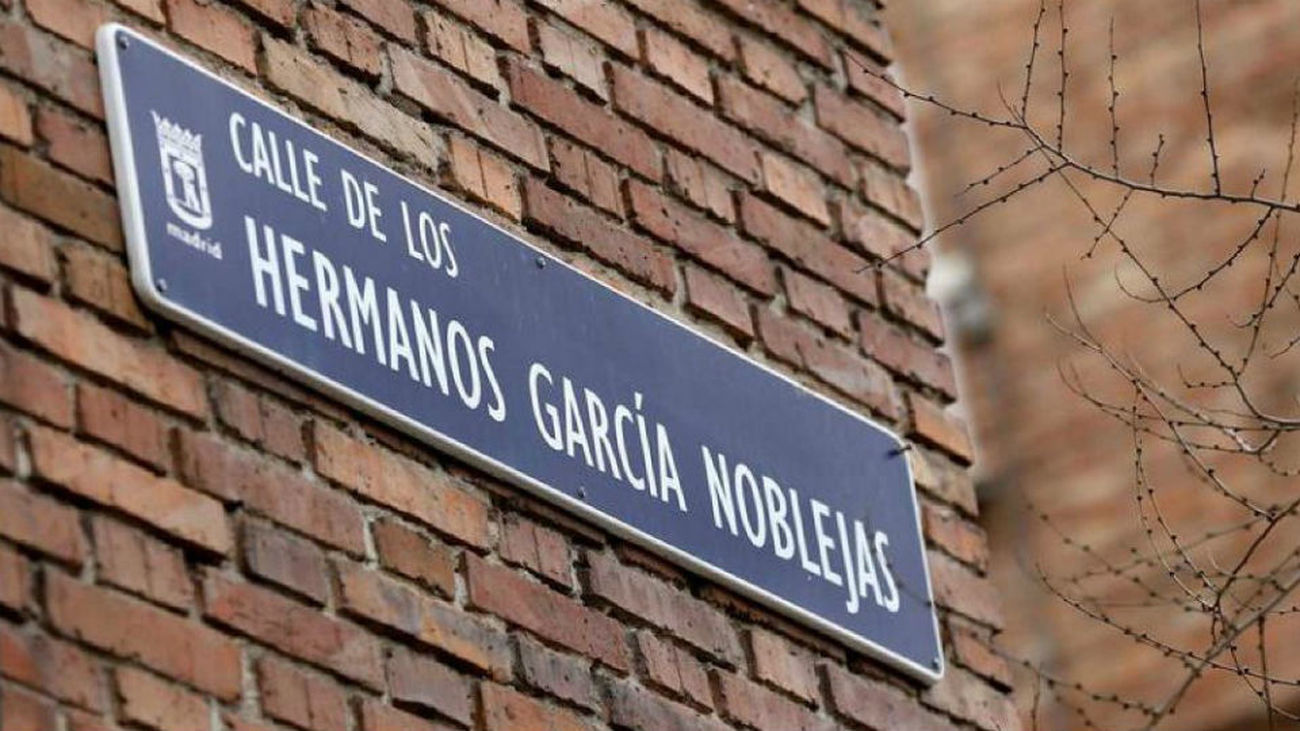 CALLE DE LOS
HERMANOS GARCÍA NOBLEJAS
madrid